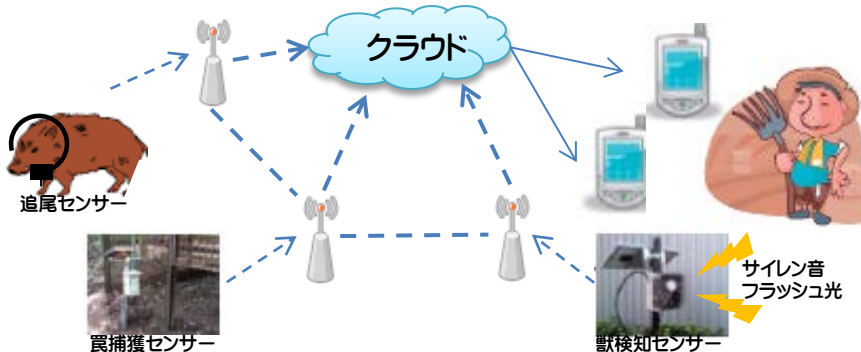 クラウド
追尾センサー
罠捕獲センサー
獣検知センサー
サイレン音
フラッシュ光